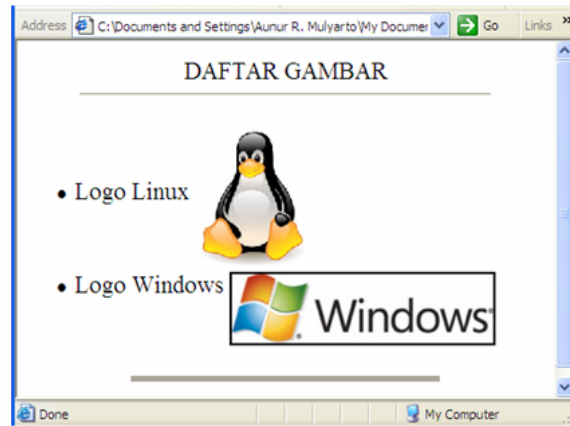 Address C:\Documents and Settings\Aunur R. Mulyarto\My Documer Go Links »
DAFTAR GAMBAR
• Logo Linux
• Logo Windows
Windows
Done My Computer